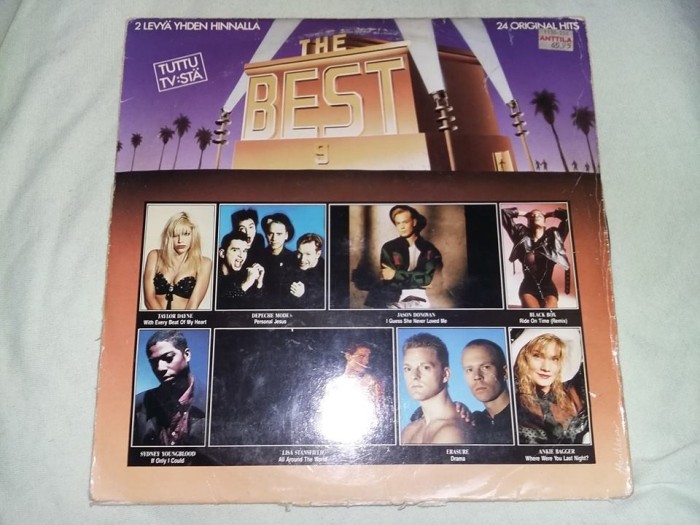 2 LEVYÄ YHDEN HINNALLA
24 ORIGINAL HITS
ANTTILA
TUTTU
TV:STÄ
THE
BEST
9
TAYLOR DAYNE
With Every Beat Of My Heart
DEPECHE MODE
Personal Jesus
JASON DONOVAN
I Guess She Never Loved Me
BLACK BOX
Ride On Time (Remix)
SYDNEY YOUNGBLOOD
If Only I Could
LISA STANSFIELD
All Around The World
ERASURE
Drama
ANKIE BAGGER
Where Were You Last Night?